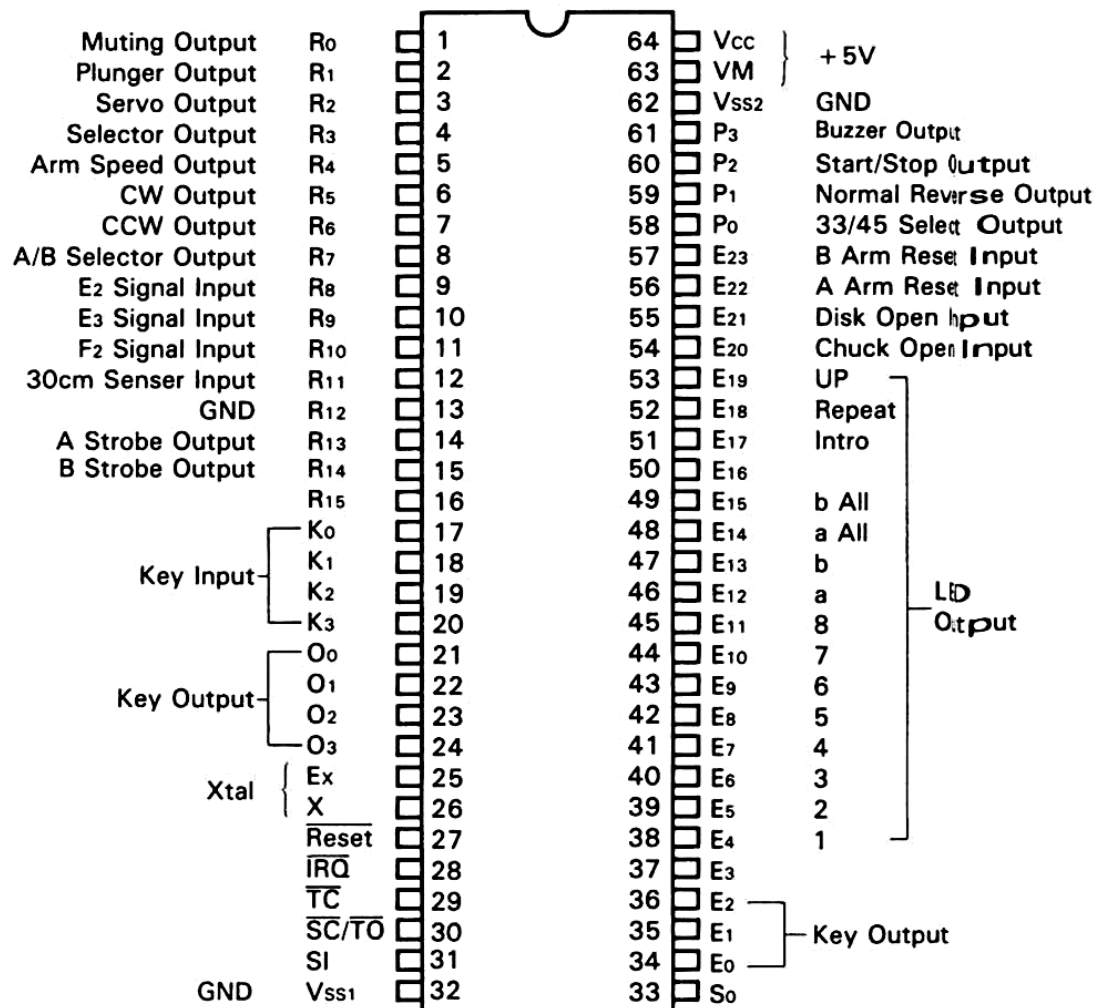 Muting Output R0 1 64 Vcc
+5V
Plunger Output R1 2 63 VM
Servo Output R2 3 62 Vss2 GND
Selector Output R3 4 61 P3 Buzzer Output
Arm Speed Output R4 5 60 P2 Start/Stop Output
CW Output R5 6 59 P1 Normal Reverse Output
CCW Output R6 7 58 P0 33/45 Select Output
A/B Selector Output R7 8 57 E23 B Arm Reset Input
E2 Signal Input R8 9 56 E22 A Arm Reset Input
E3 Signal Input R9 10 55 E21 Disk Open Input
F2 Signal Input R10 11 54 E20 Chuck Open Input
30cm Senser Input R11 12 53 E19 UP
GND R12 13 52 E18 Repeat
A Strobe Output R13 14 51 E17 Intro
B Strobe Output R14 15 50 E16
R15 16 49 E15 b All
K0 17 48 E14 a All
Key Input K1 18 47 E13 b
K2 19 46 E12 a LED
K3 20 45 E11 8 Output
O0 21 44 E10 7
Key Output O1 22 43 E9 6
O2 23 42 E8 5
O3 24 41 E7 4
Xtal Ex 25 40 E6 3
X 26 39 E5 2
Reset 27 38 E4 1
IRQ 28 37 E3
TC 29 36 E2
SC/TO 30 35 E1 Key Output
SI 31 34 E0
GND Vss1 32 33 S0